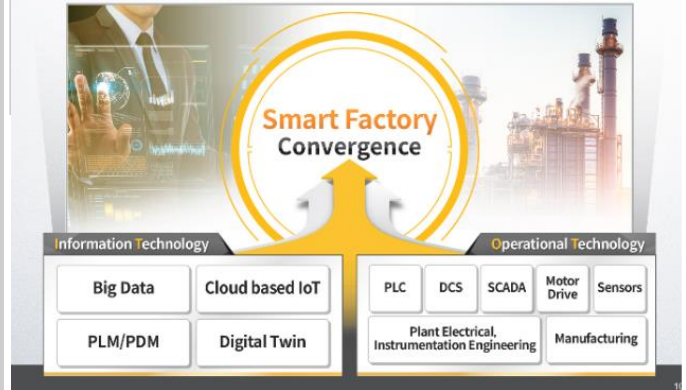 Smart Factory
Convergence
Information Technology
Operational Technology
Big Data
Cloud based IoT
PLM/PDM
Digital Twin
PLC
DCS
SCADA
Motor
Drive
Sensors
Plant Electrical,
Instrumentation Engineering
Manufacturing